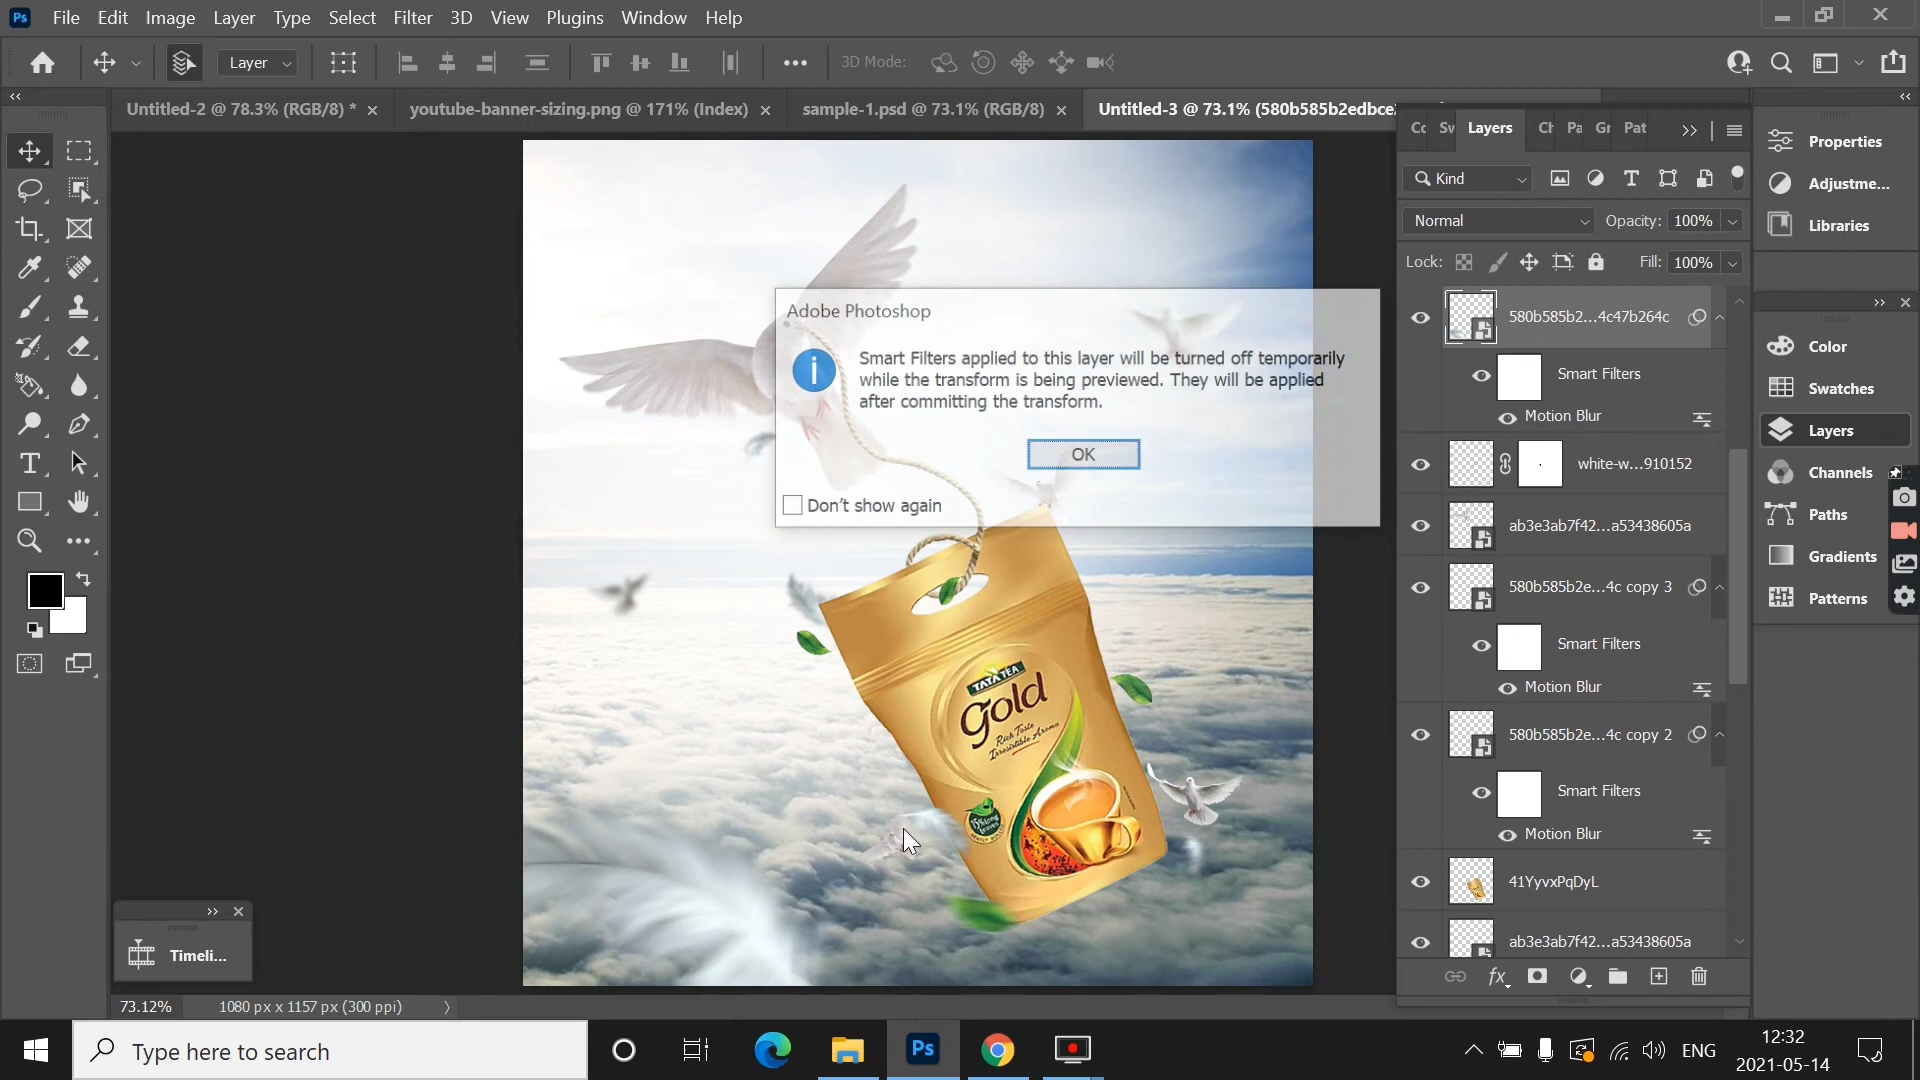 Ps File Edit Image Layer Type Select Filter 3D View Plugins Window Help
Layer 3D Mode:
Untitled-2 @ 78.3% (RGB/8) * × youtube-banner-sizing.png @ 171% (Index) × sample-1.psd @ 73.1% (RGB/8) × Untitled-3 @ 73.1% (580b585b2edbce
Layers Pat
Properties
Adjustme...
Libraries
Kind
Normal Opacity: 100%
Lock: Fill: 100%
580b585b2...4c47b264c
Smart Filters
Motion Blur
white-w...910152
ab3e3ab7f42...a53438605a
580b585b2e...4c copy 3
Smart Filters
Motion Blur
580b585b2e...4c copy 2
Smart Filters
Motion Blur
41YyvxPqDyL
ab3e3ab7f42...a53438605a
Color
Swatches
Layers
Channels
Paths
Gradients
Patterns
Adobe Photoshop
Smart Filters applied to this layer will be turned off temporarily
while the transform is being previewed. They will be applied
after committing the transform.
OK
Don't show again
TATA TEA
Gold
Rich Taste
Irresistible Aroma
15% Long
Leaves
Timeli...
73.12% 1080 px x 1157 px (300 ppi)
Type here to search
Ps
ENG
12:32
2021-05-14